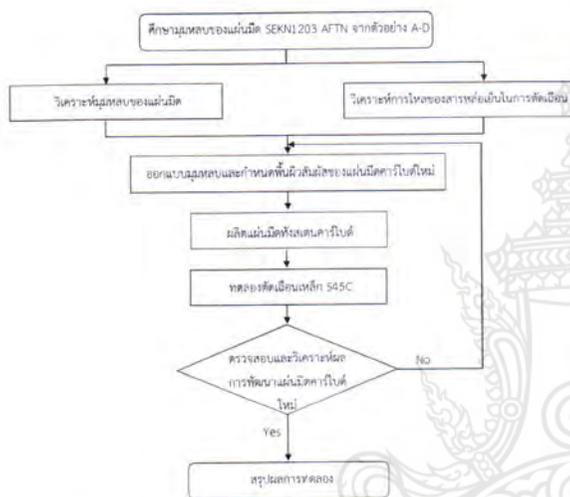 ศึกษามุมหลบของแผ่นมีด SEKN1203 AFTN จากตัวอย่าง A-D
วิเคราะห์มุมหลบของแผ่นมีด
วิเคราะห์การไหลของสารหล่อเย็นในการตัดเฉือน
ออกแบบมุมหลบและกำหนดพื้นผิวสัมผัสของแผ่นมีดคาร์ไบด์ใหม่
ผลิตแผ่นมีดทังสเตนคาร์ไบด์
ทดลองตัดเฉือนเหล็ก S45C
ตรวจสอบและวิเคราะห์ผล
การพัฒนาแผ่นมีดคาร์ไบด์
ใหม่
No
Yes
สรุปผลการทดลอง